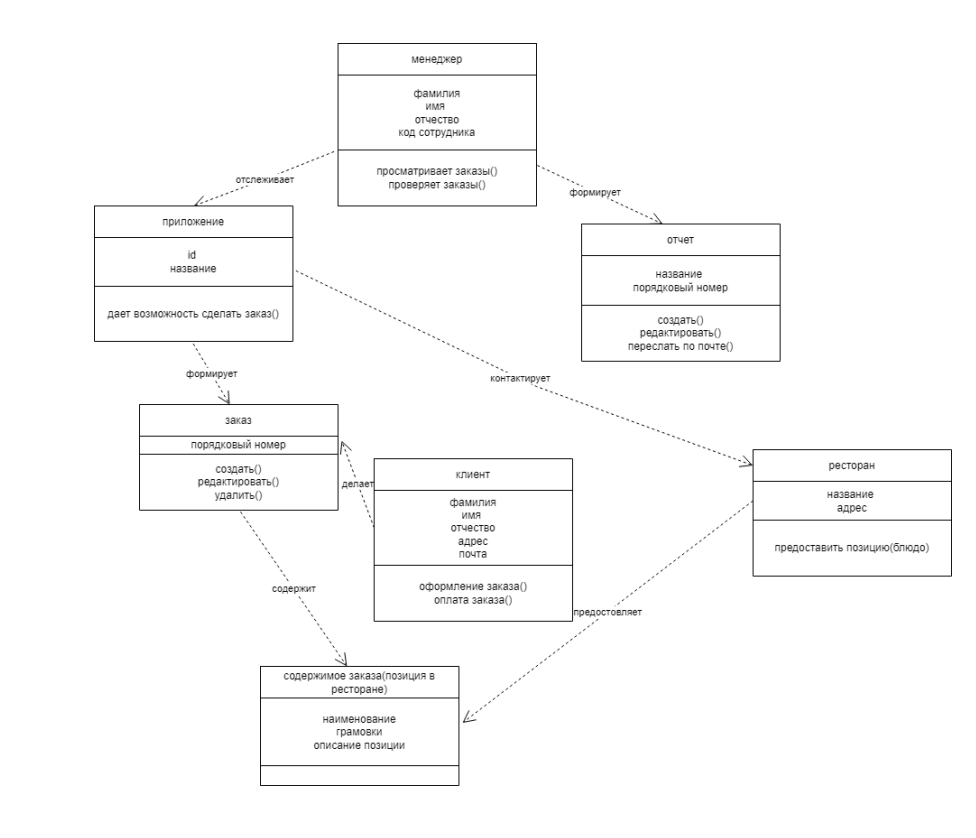 менеджер
фамилия
имя
отчество
код сотрудника
просматривает заказы()
проверяет заказы()
отслеживает
формирует
приложение
id
название
дает возможность сделать заказ()
отчет
название
порядковый номер
создать()
редактировать()
переслать по почте()
формирует
контактирует
заказ
порядковый номер
создать()
редактировать()
удалить()
делает
клиент
фамилия
имя
отчество
адрес
почта
оформление заказа()
оплата заказа()
ресторан
название
адрес
предоставить позицию(блюдо)
содержит
предостовляет
содержимое заказа(позиция в
ресторане)
наименование
грамовки
описание позиции